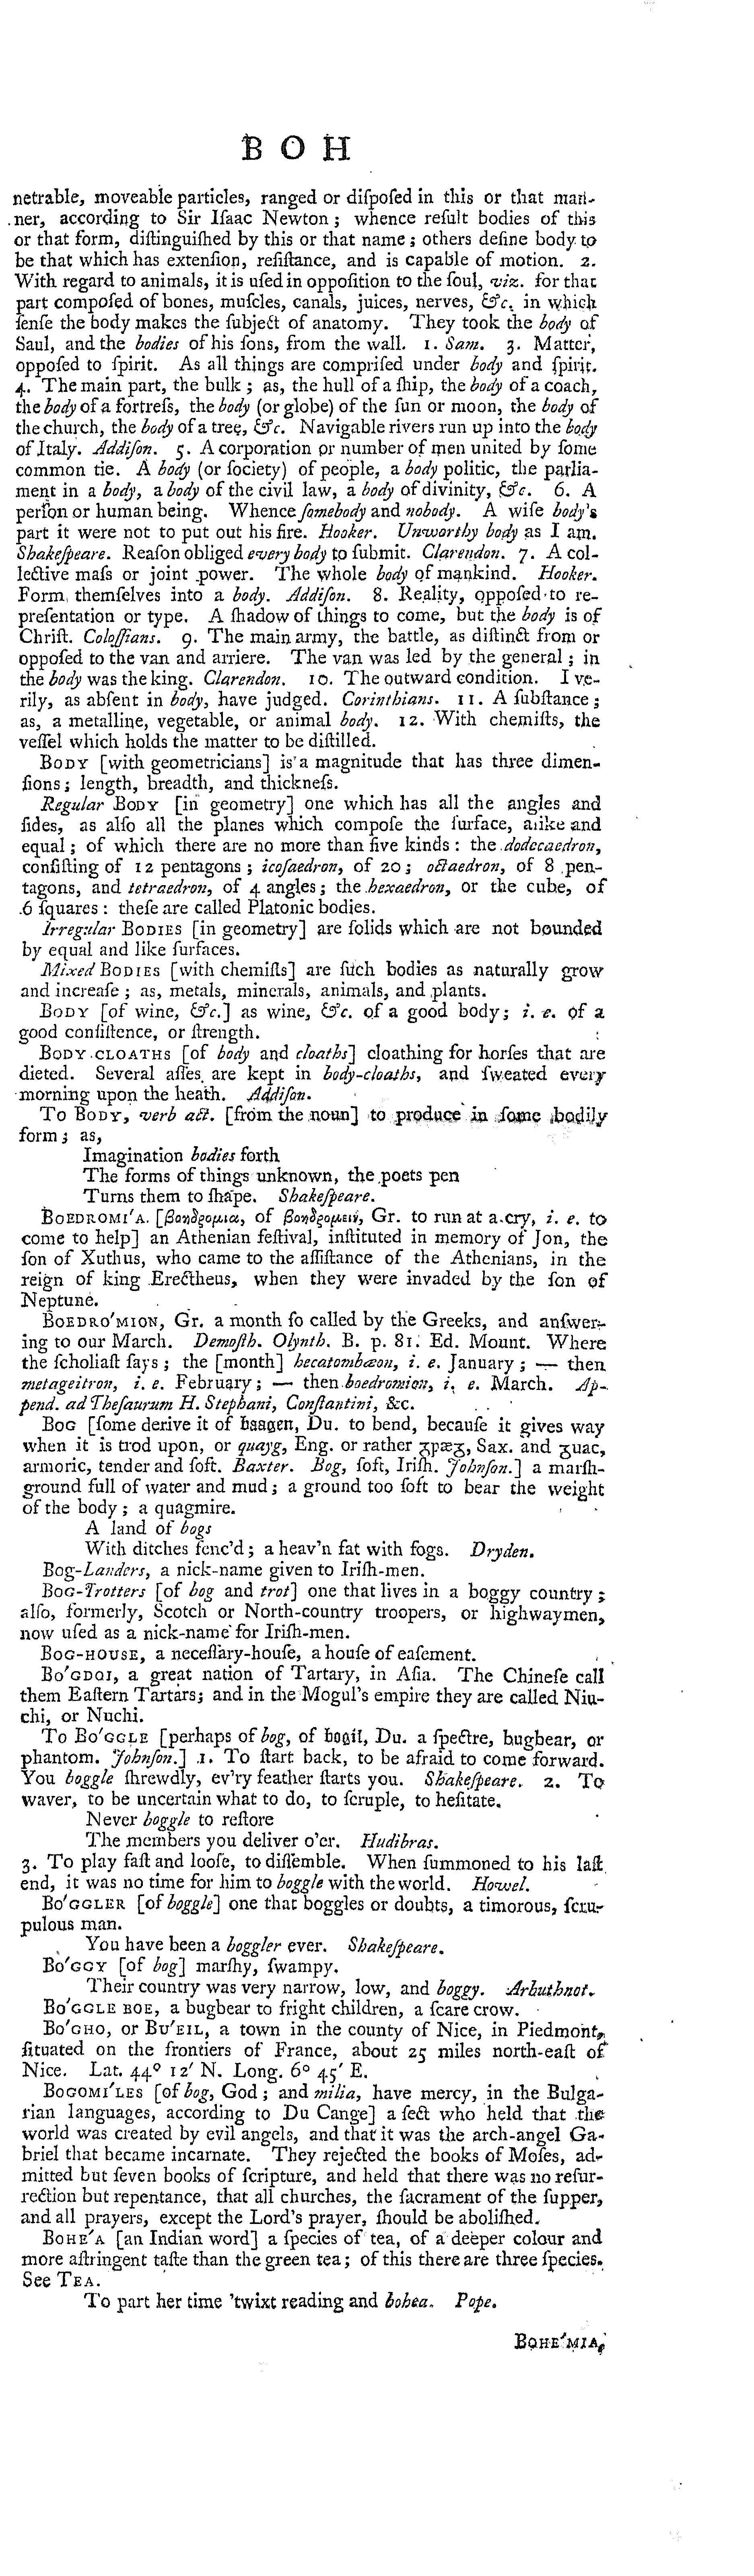 B O H
netrable, moveable particles, ranged or diſpoſed in this or that man-
ner, according to Sir Iſaac Newton; whence reſult bodies of this
or that form, diſtinguiſhed by this or that name; others define body to
be that which has extenſion, reſiſtance, and is capable of motion. 2.
With regard to animals, it is uſed in oppoſition to the ſoul, viz. for that
part compoſed of bones, muſcles, canals, juices, nerves, &c. in which
ſenſe the body makes the ſubject of anatomy. They took the body of
Saul, and the bodies of his ſons, from the wall. 1. Sam. 3. Matter,
oppoſed to ſpirit. As all things are compriſed under body and ſpirit.
4. The main part, the bulk; as, the hull of a ſhip, the body of a coach,
the body of a fortreſs, the body (or globe) of the ſun or moon, the body of
the church, the body of a tree, &c. Navigable rivers run up into the body
of Italy. Addiſon. 5. A corporation or number of men united by ſome
common tie. A body (or ſociety) of people, a body politic, the parlia-
ment in a body, a body of the civil law, a body of divinity, &c. 6. A
perſon or human being. Whence ſomebody and nobody. A wiſe body's
part it were not to put out his fire. Hooker. Unworthy body as I am.
Shakeſpeare. Reaſon obliged every body to ſubmit. Clarendon. 7. A col-
lective maſs or joint power. The whole body of mankind. Hooker.
Form themſelves into a body. Addiſon. 8. Reality, oppoſed to re-
preſentation or type. A ſhadow of things to come, but the body is of
Chriſt. Coloſſians. 9. The main army, the battle, as diſtinct from or
oppoſed to the van and arriere. The van was led by the general; in
the body was the king. Clarendon. 10. The outward condition. I ve-
rily, as abſent in body, have judged. Corinthians. 11. A ſubſtance;
as, a metalline, vegetable, or animal body. 12. With chemiſts, the
veſſel which holds the matter to be diſtilled.
BODY [with geometricians] is a magnitude that has three dimen-
ſions; length, breadth, and thickneſs.
Regular BODY [in geometry] one which has all the angles and
ſides, as alſo all the planes which compoſe the ſurface, alike and
equal; of which there are no more than five kinds: the dodecaedron,
conſiſting of 12 pentagons; icoſaedron, of 20; octaedron, of 8 pen-
tagons, and tetraedron, of 4 angles; the hexaedron, or the cube, of
6 ſquares: theſe are called Platonic bodies.
Irregular BODIES [in geometry] are ſolids which are not bounded
by equal and like ſurfaces.
Mixed BODIES [with chemiſts] are ſuch bodies as naturally grow
and increaſe; as, metals, minerals, animals, and plants.
BODY [of wine, &c.] as wine, &c. of a good body; i. e. of a
good conſiſtence, or ſtrength.
BODY-CLOATHS [of body and cloaths] cloathing for horſes that are
dieted. Several aſſes are kept in body-cloaths, and ſweated every
morning upon the heath. Addiſon.
To BODY, verb act. [from the noun] to produce in ſome bodily
form; as,
Imagination bodies forth
The forms of things unknown, the poets pen
Turns them to ſhape. Shakeſpeare.
BOEDROMI'A. [βοηδρομια, of βοηδρομειν, Gr. to run at a cry, i. e. to
come to help] an Athenian feſtival, inſtituted in memory of Jon, the
ſon of Xuthus, who came to the aſſiſtance of the Athenians, in the
reign of king Erectheus, when they were invaded by the ſon of
Neptune.
BOEDRO'MION, Gr. a month ſo called by the Greeks, and anſwer-
ing to our March. Demoſth. Olynth. B. p. 81. Ed. Mount. Where
the ſcholiaſt ſays; the [month] hecatombæon, i. e. January; — then
metageitron, i. e. February; — then boedromion, i. e. March. Ap-
pend. ad Theſaurum H. Stephani, Conſtantini, &c.
BOG [ſome derive it of baagen, Du. to bend, becauſe it gives way
when it is trod upon, or quayg, Eng. or rather ʒpæʒ, Sax. and ʒuac,
armoric, tender and ſoft. Baxter. Bog, ſoft, Iriſh. Johnſon.] a marſh-
ground full of water and mud; a ground too ſoft to bear the weight
of the body; a quagmire.
A land of bogs
With ditches fenc'd; a heav'n fat with fogs. Dryden.
Bog-Landers, a nick-name given to Iriſh-men.
BOG-Trotters [of bog and trot] one that lives in a boggy country;
alſo, formerly, Scotch or North-country troopers, or highwaymen,
now uſed as a nick-name for Iriſh-men.
BOG-HOUSE, a neceſſary-houſe, a houſe of eaſement.
BO'GDOI, a great nation of Tartary, in Aſia. The Chineſe call
them Eaſtern Tartars; and in the Mogul's empire they are called Niu-
chi, or Nuchi.
To BO'GGLE [perhaps of bog, of bogil, Du. a ſpectre, bugbear, or
phantom. Johnſon.] 1. To ſtart back, to be afraid to come forward.
You boggle ſhrewdly, ev'ry feather ſtarts you. Shakeſpeare. 2. To
waver, to be uncertain what to do, to ſcruple, to heſitate.
Never boggle to reſtore
The members you deliver o'er. Hudibras.
3. To play faſt and looſe, to diſſemble. When ſummoned to his laſt
end, it was no time for him to boggle with the world. Howel.
BO'GGLER [of boggle] one that boggles or doubts, a timorous, ſcru-
pulous man.
You have been a boggler ever. Shakeſpeare.
BO'GGY [of bog] marſhy, ſwampy.
Their country was very narrow, low, and boggy. Arbuthnot.
BO'GGLE BOE, a bugbear to fright children, a ſcare crow.
BO'GHO, or BU'EIL, a town in the county of Nice, in Piedmont,
ſituated on the frontiers of France, about 25 miles north-eaſt of
Nice. Lat. 44° 12′ N. Long. 6° 45′ E.
BOGOMI'LES [of bog, God; and milia, have mercy, in the Bulga-
rian languages, according to Du Cange] a ſect who held that the
world was created by evil angels, and that it was the arch-angel Ga-
briel that became incarnate. They rejected the books of Moſes, ad-
mitted but ſeven books of ſcripture, and held that there was no reſur-
rection but repentance, that all churches, the ſacrament of the ſupper,
and all prayers, except the Lord's prayer, ſhould be aboliſhed.
BOHE'A [an Indian word] a ſpecies of tea, of a deeper colour and
more aſtringent taſte than the green tea; of this there are three ſpecies.
See TEA.
To part her time 'twixt reading and bohea. Pope.
BOHE'MIA,